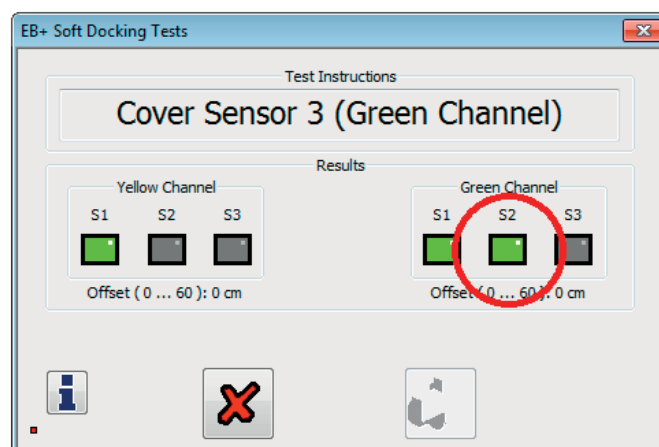 EB+ Soft Docking Tests
Test Instructions
Cover Sensor 3 (Green Channel)
Results
Yellow Channel
Green Channel
S1 S2 S3
S1 S2 S3
Offset ( 0 ... 60 ): 0 cm
Offset ( 0 ... 60 ): 0 cm